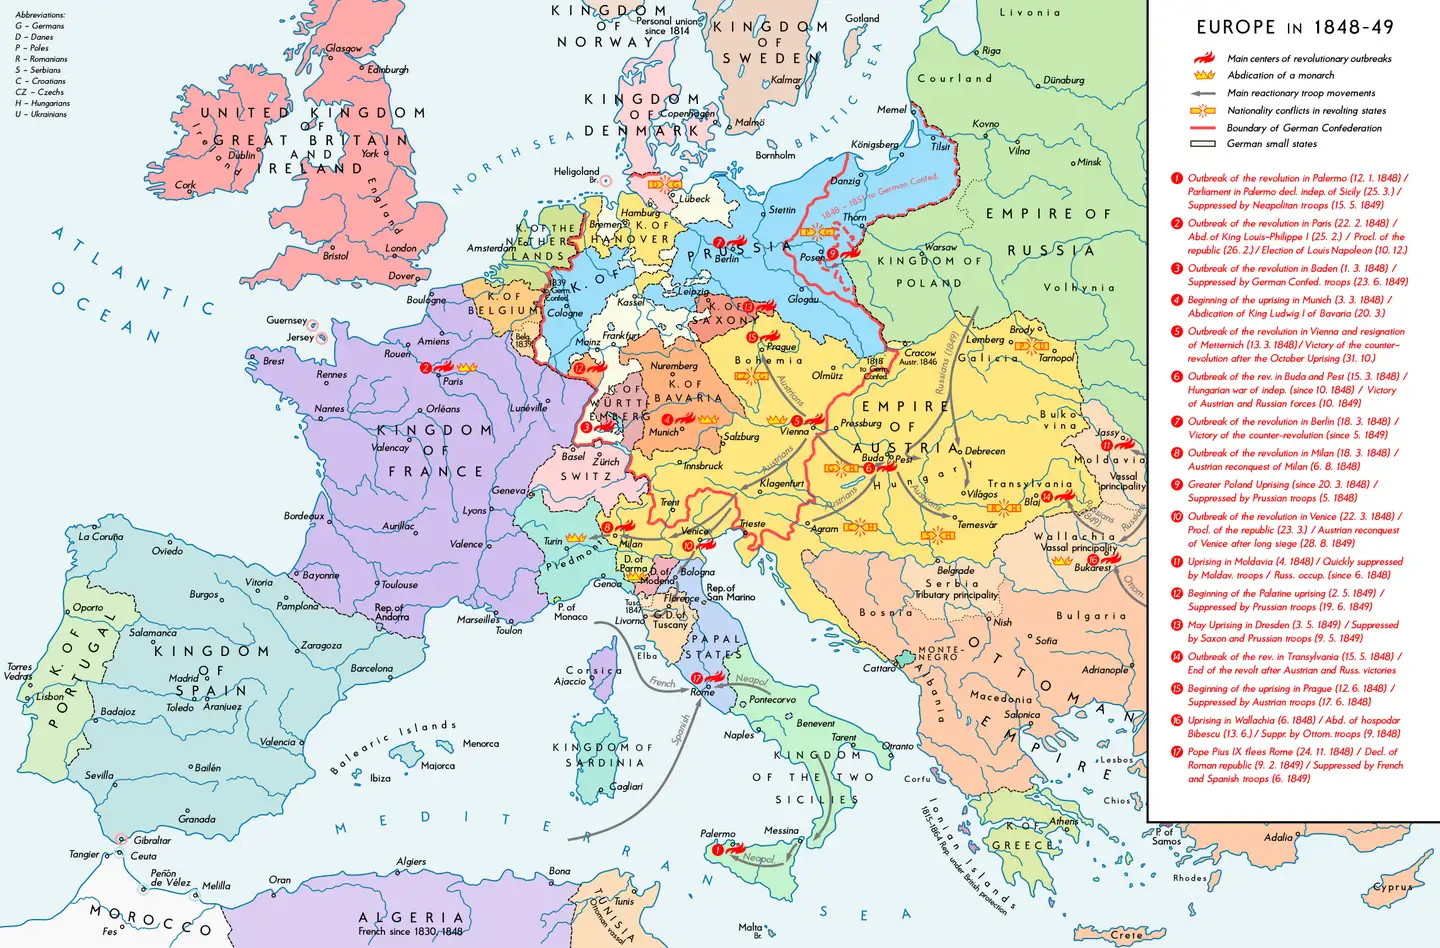 Abbreviations:
G – Germans
D – Danes
P – Poles
R – Romanians
S – Serbians
C – Croatians
CZ – Czechs
H – Hungarians
U – Ukrainians
EUROPE IN 1848–49
Main centers of revolutionary outbreaks
Abdication of a monarch
Main reactionary troop movements
Nationality conflicts in revolting states
Boundary of German Confederation
German small states
1 Outbreak of the revolution in Palermo (12. 1. 1848) /
Parliament in Palermo decl. indep. of Sicily (25. 3.) /
Suppressed by Neapolitan troops (15. 5. 1849)
2 Outbreak of the revolution in Paris (22. 2. 1848) /
Abd. of King Louis-Philippe I (25. 2.) / Procl. of the
republic (26. 2.) / Election of Louis Napoleon (10. 12.)
3 Outbreak of the revolution in Baden (1. 3. 1848) /
Suppressed by German Confed. troops (23. 6. 1849)
4 Beginning of the uprising in Munich (3. 3. 1848) /
Abdication of King Ludwig I of Bavaria (20. 3.)
5 Outbreak of the revolution in Vienna and resignation
of Metternich (13. 3. 1848) / Victory of the counter-
revolution after the October Uprising (31. 10.)
6 Outbreak of the rev. in Buda and Pest (15. 3. 1848) /
Hungarian war of indep. (since 10. 1848) / Victory
of Austrian and Russian forces (10. 1849)
7 Outbreak of the revolution in Berlin (18. 3. 1848) /
Victory of the counter-revolution (since 5. 1849)
8 Outbreak of the revolution in Milan (18. 3. 1848) /
Austrian reconquest of Milan (6. 8. 1848)
9 Greater Poland Uprising (since 20. 3. 1848) /
Suppressed by Prussian troops (5. 1848)
10 Outbreak of the revolution in Venice (22. 3. 1848) /
Procl. of the republic (23. 3.) / Austrian reconquest
of Venice after long siege (28. 8. 1849)
11 Uprising in Moldavia (4. 1848) / Quickly suppressed
by Moldav. troops / Russ. occup. (since 6. 1848)
12 Beginning of the Palatine uprising (2. 5. 1849) /
Suppressed by Prussian troops (19. 6. 1849)
13 May Uprising in Dresden (3. 5. 1849) / Suppressed
by Saxon and Prussian troops (9. 5. 1849)
14 Outbreak of the rev. in Transylvania (15. 5. 1848) /
End of the revolt after Austrian and Russ. victories
15 Beginning of the uprising in Prague (12. 6. 1848) /
Suppressed by Austrian troops (17. 6. 1848)
16 Uprising in Wallachia (6. 1848) / Abd. of hospodar
Bibescu (13. 6.) / Suppr. by Ottom. troops (9. 1848)
17 Pope Pius IX flees Rome (24. 11. 1848) / Decl. of
Roman republic (9. 2. 1849) / Suppressed by French
and Spanish troops (6. 1849)
KINGDOM
OF
NORWAY
Personal union
since 1814
KINGDOM
OF
SWEDEN
Gotland
Kalmar
Malmö
Livonia
Riga
Courland
Dünaburg
Memel
Kovno
Vilna
Minsk
Tilsit
Königsberg
Glasgow
Edinburgh
UNITED KINGDOM
OF
GREAT BRITAIN
AND
IRELAND
Ireland
Dublin
York
Cork
England
London
Bristol
Dover
NORTH SEA
BALTIC SEA
ATLANTIC
OCEAN
KINGDOM
OF
DENMARK
Copenhagen
Bornholm
Heligoland
Br.
D G
Lübeck
Hamburg
Bremen
K. OF
HANOVER
Stettin
Danzig
1848 – 1851 to German Confed.
Thorn
P G
9
Posen
7
Berlin
K. OF PRUSSIA
Glogau
Leipzig
Kassel
EMPIRE OF
RUSSIA
Warsaw
KINGDOM OF
POLAND
Volhynia
K. OF THE
NETHER-
LANDS
Amsterdam
1839
to Germ.
Confed.
K. OF
BELGIUM
Belg.
1839
Cologne
Frankfurt
Mainz
12
K. OF
SAXONY
13
15
Prague
Bohemia
Olmütz
1818
to Germ.
Confed.
Cracow
Austr. 1846
Lemberg
Brody
Galicia
Tarnopol
Russians (1849)
Guernsey
Jersey
Boulogne
Amiens
Rouen
2
Paris
Brest
Rennes
Nantes
Orléans
Lunéville
Valencay
KINGDOM
OF
FRANCE
Bordeaux
Aurillac
Lyons
Valence
Bayonne
Toulouse
Marseilles
Toulon
Rep. of
Andorra
P. of
Monaco
K. OF
WÜRTT-
EMBERG
3
Nuremburg
K. OF
BAVARIA
4
Munich
Salzburg
Basel
Zürich
SWITZ.
Geneva
Innsbruck
5
Vienna
Austrians
Pressburg
EMPIRE
OF
AUSTRIA
6
Buda
Pest
Hungary
Debrecen
Világos
Temesvár
Transylvania
Blaj
14
Bukovina
Jassy
11
Moldavia
Vassal
principality
Russians
(1849)
Russians
Wallachia
Vassal principality
16
Bukarest
Ottom.
Austrians
Austrians
Austrians
Klagenfurt
Agram
Trent
Trieste
Venice
10
8
Milan
Turin
Piedmont
Genoa
D. of
Parma
D. of
Modena
Bologna
Rep. of
San Marino
Tusc.
1847
Florence
Livorno
G.D. of
Tuscany
Elba
PAPAL
STATES
17
Rome
French
Spanish
Neapol.
Pontecorvo
Benevent
Naples
Tarent
Otranto
KINGDOM
OF THE TWO
SICILIES
Messina
Palermo
1
Neapol.
Corsica
Ajaccio
KINGDOM OF
SARDINIA
Cagliari
Malta
Br.
Belgrade
Serbia
Tributary principality
Bosnia
Nish
Sofia
Bulgaria
Adrianople
MONTE-
NEGRO
Cattaro
Albania
Macedonia
Salonica
OTTOMAN
EMPIRE
Corfu
Ionian Islands
1815–1864 Rep. under British protection
K. OF
GREECE
Athens
Lesbos
Chios
P. of
Samos
Adalia
Rhodes
Cyprus
Crete
La Coruña
Oviedo
Vitoria
Burgos
Pamplona
Oporto
K. OF
PORTUGAL
Torres
Vedras
Lisbon
Salamanca
KINGDOM
OF
SPAIN
Zaragoza
Barcelona
Madrid
Toledo
Aranjuez
Badajoz
Valencia
Bailén
Sevilla
Granada
Balearic Islands
Menorca
Majorca
Ibiza
Gibraltar
Tangier
Ceuta
Peñón
de Vélez
Melilla
MOROCCO
Fes
Oran
Algiers
Bona
ALGERIA
French since 1830, 1848
Tunis
TUNISIA
Ottoman vassal
MEDITERRANEAN SEA